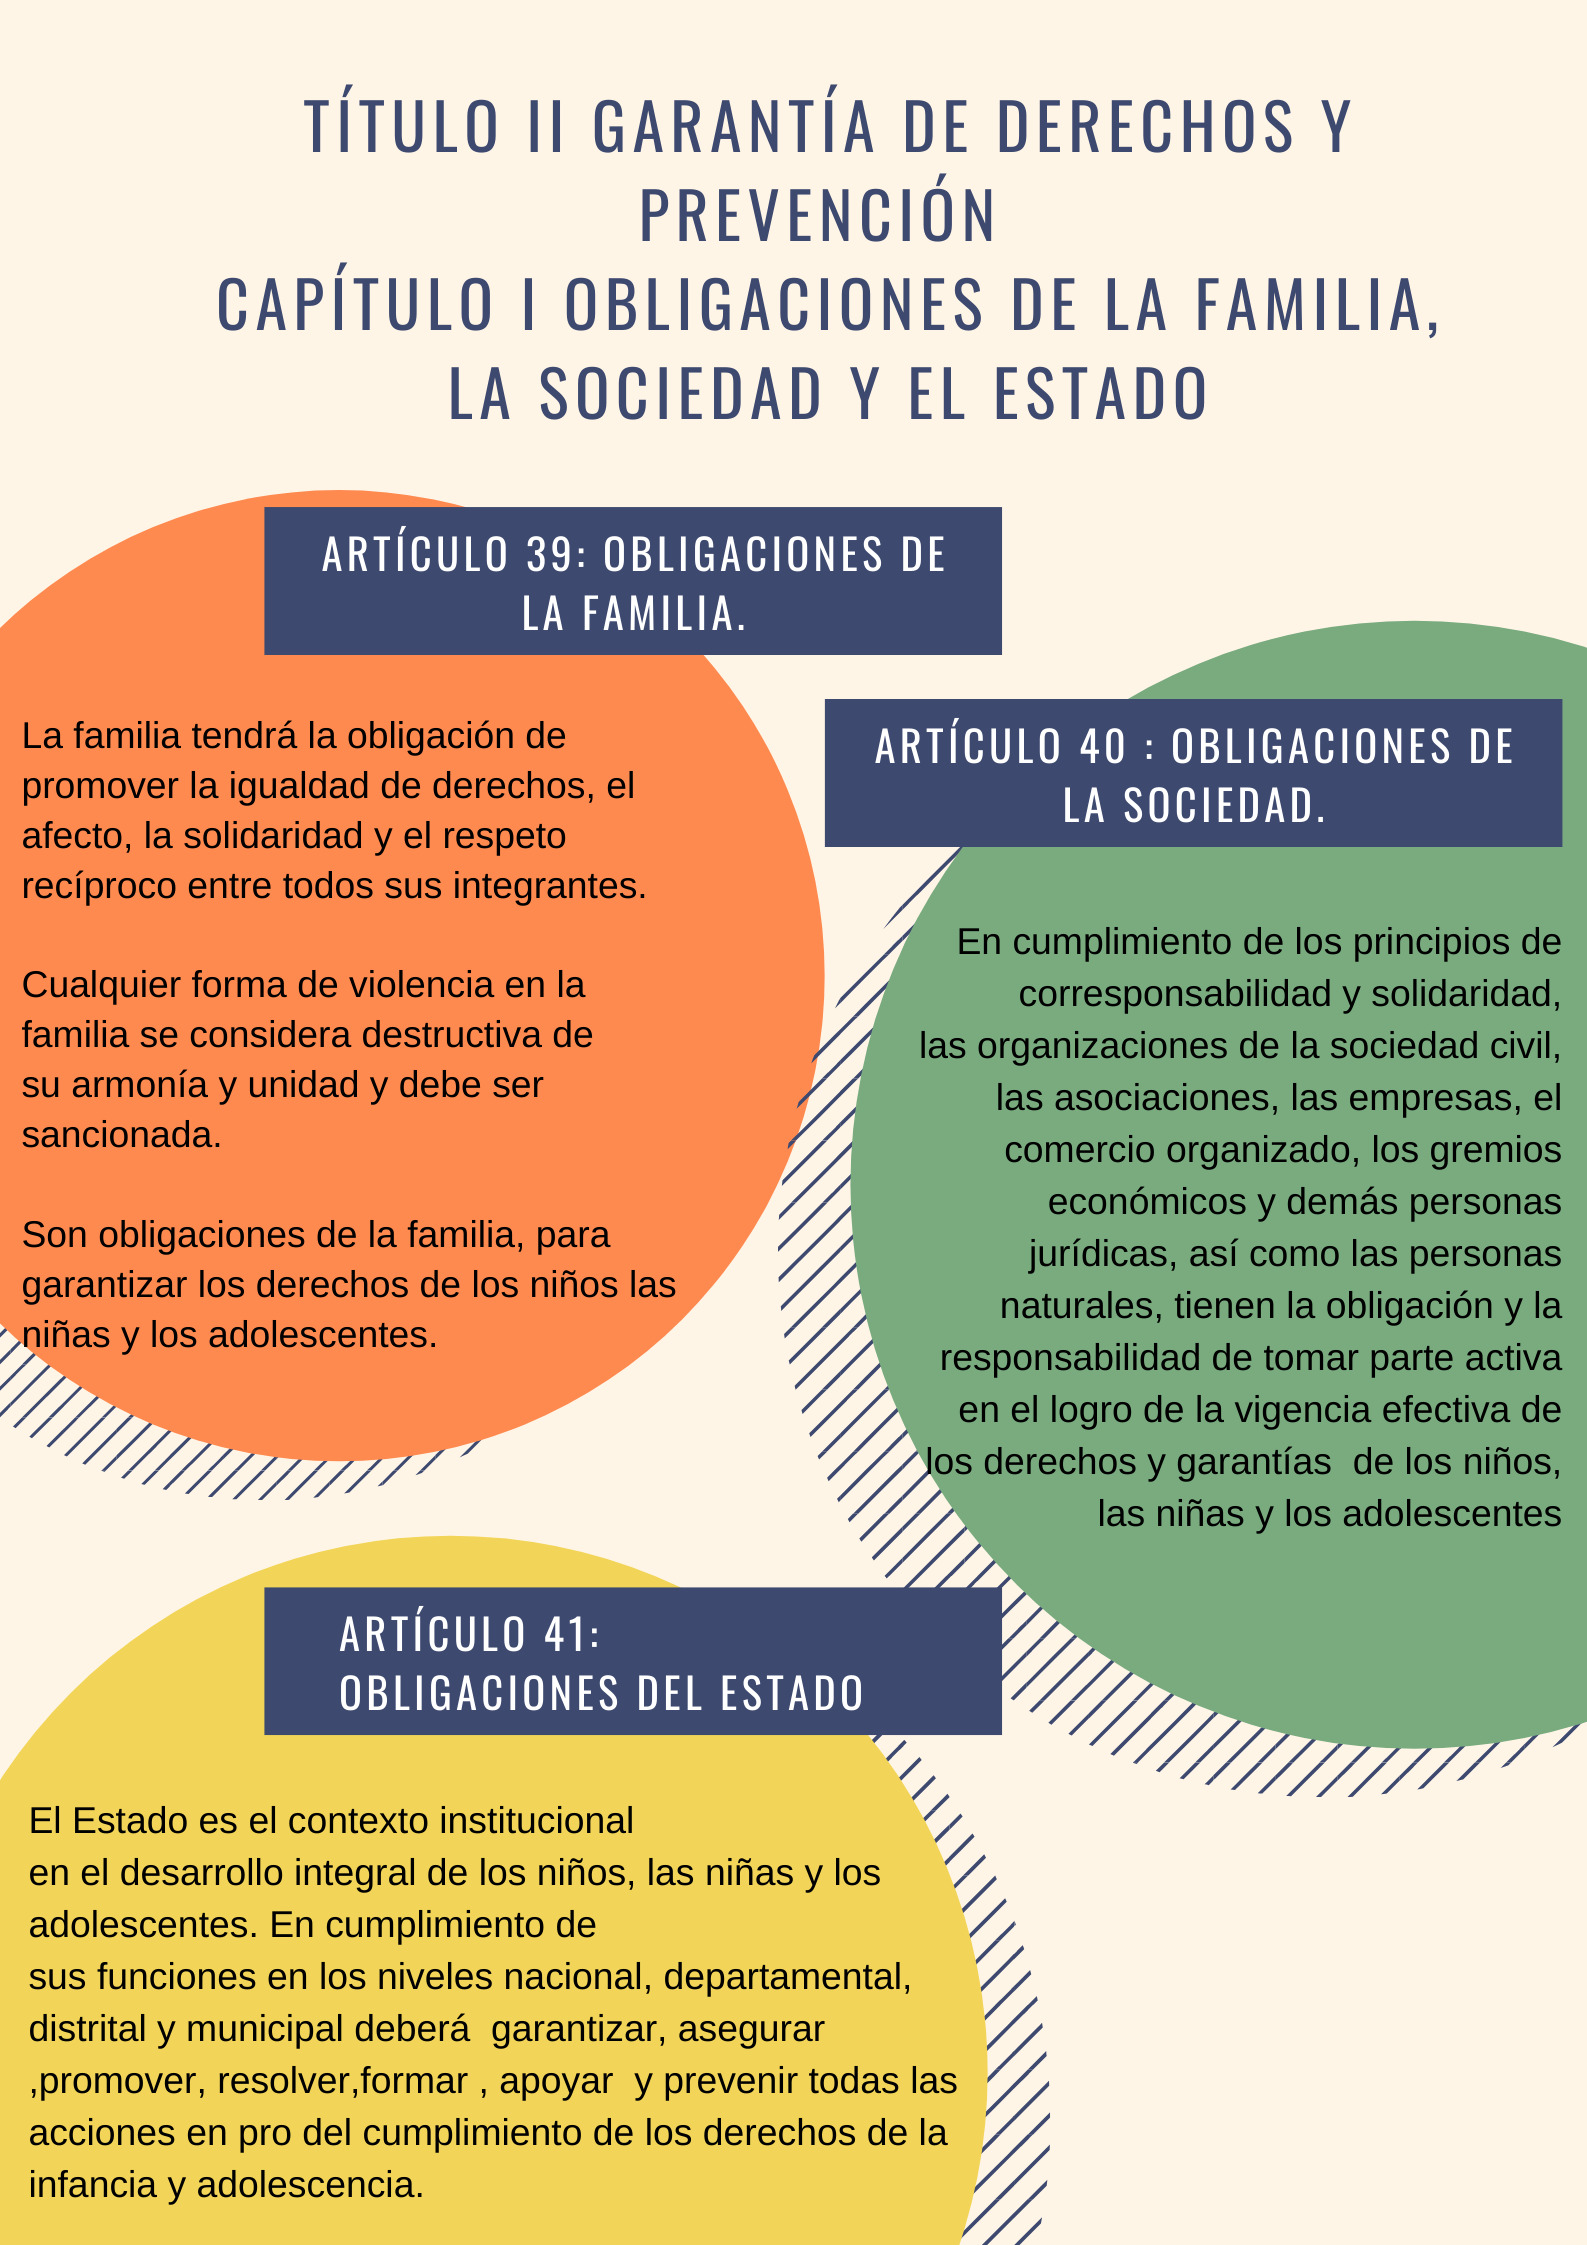 TÍTULO II GARANTÍA DE DERECHOS Y
PREVENCIÓN
CAPÍTULO I OBLIGACIONES DE LA FAMILIA,
LA SOCIEDAD Y EL ESTADO
ARTÍCULO 39: OBLIGACIONES DE
LA FAMILIA.
La familia tendrá la obligación de
promover la igualdad de derechos, el
afecto, la solidaridad y el respeto
recíproco entre todos sus integrantes.
Cualquier forma de violencia en la
familia se considera destructiva de
su armonía y unidad y debe ser
sancionada.
Son obligaciones de la familia, para
garantizar los derechos de los niños las
niñas y los adolescentes.
ARTÍCULO 40 : OBLIGACIONES DE
LA SOCIEDAD.
En cumplimiento de los principios de
corresponsabilidad y solidaridad,
las organizaciones de la sociedad civil,
las asociaciones, las empresas, el
comercio organizado, los gremios
económicos y demás personas
jurídicas, así como las personas
naturales, tienen la obligación y la
responsabilidad de tomar parte activa
en el logro de la vigencia efectiva de
los derechos y garantías  de los niños,
las niñas y los adolescentes
ARTÍCULO 41:
OBLIGACIONES DEL ESTADO
El Estado es el contexto institucional
en el desarrollo integral de los niños, las niñas y los
adolescentes. En cumplimiento de
sus funciones en los niveles nacional, departamental,
distrital y municipal deberá  garantizar, asegurar
,promover, resolver,formar , apoyar  y prevenir todas las
acciones en pro del cumplimiento de los derechos de la
infancia y adolescencia.